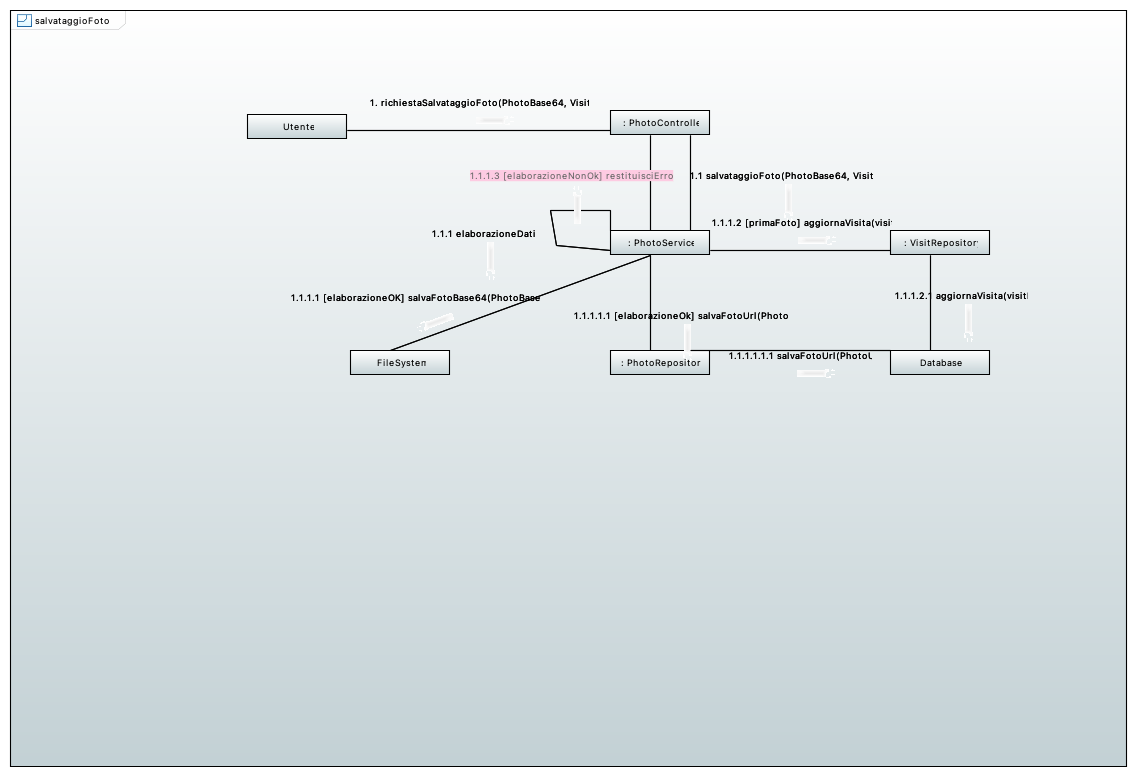 salvataggioFoto
1. richiestaSalvataggioFoto(PhotoBase64, Visit
Utente
: PhotoControlle
1.1.1.3 [elaborazioneNonOk] restituisciErro
1.1 salvataggioFoto(PhotoBase64, Visit
1.1.1.2 [primaFoto] aggiornaVisita(visit
1.1.1 elaborazioneDati
: PhotoService
: VisitRepository
1.1.1.1 [elaborazioneOK] salvaFotoBase64(PhotoBase
1.1.1.2.1 aggiornaVisita(visitI
1.1.1.1.1 [elaborazioneOk] salvaFotoUrl(Photo
1.1.1.1.1.1 salvaFotoUrl(PhotoU
FileSystem
: PhotoRepositor
Database